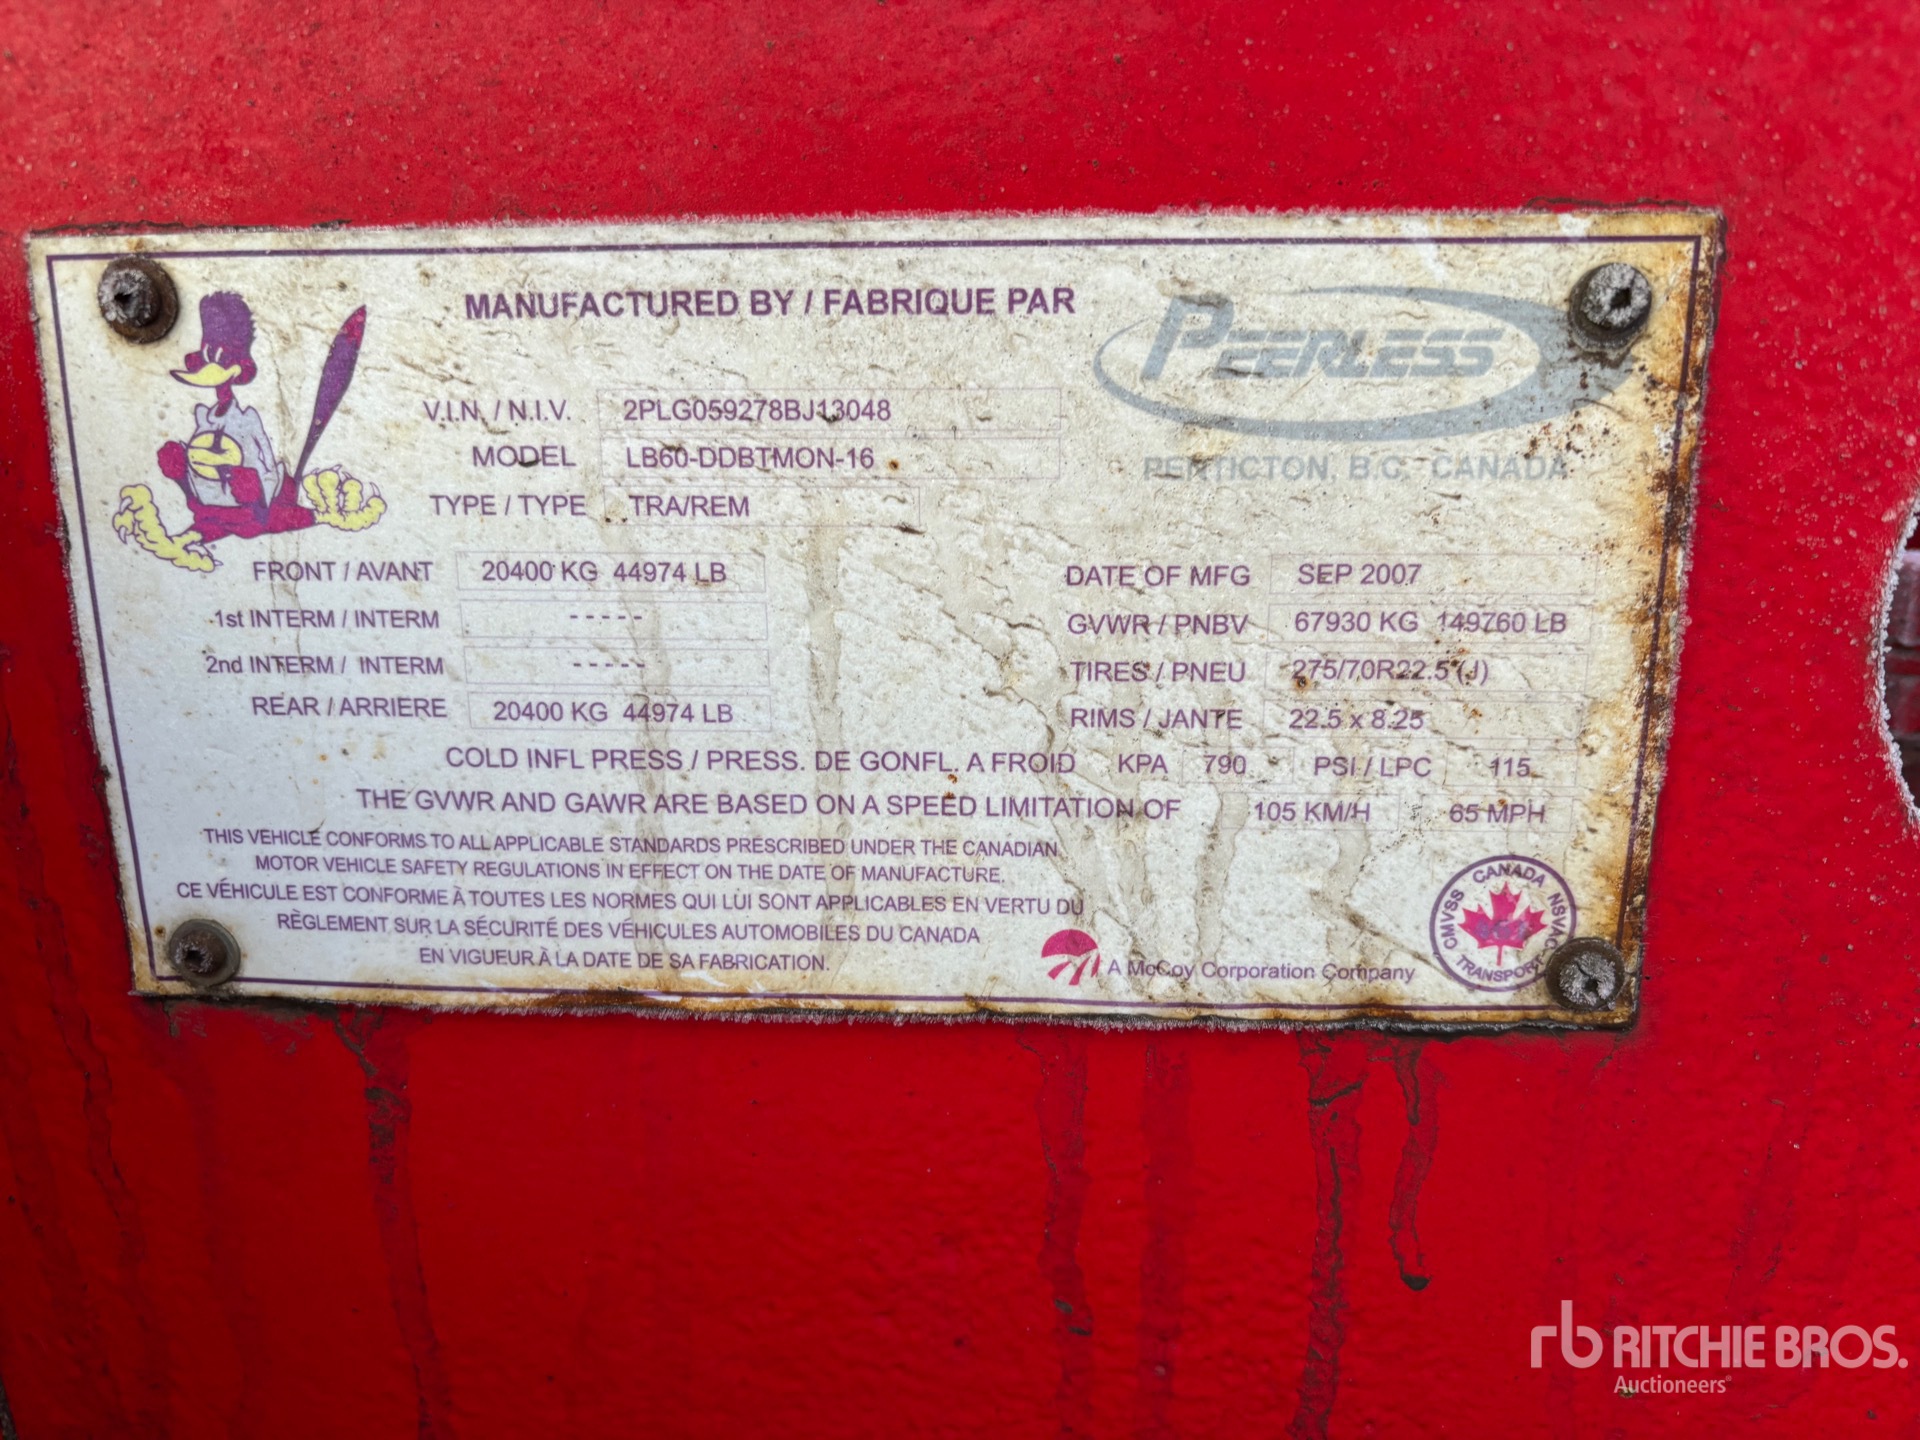 MANUFACTURED BY / FABRIQUE PAR
PEERLESS
PENTICTON, B.C. CANADA
V.I.N. / N.I.V. 2PLG059278BJ13048
MODEL LB60-DDBTMON-16
TYPE / TYPE TRA/REM
FRONT / AVANT 20400 KG 44974 LB
1st INTERM / INTERM -----
2nd INTERM / INTERM -----
REAR / ARRIERE 20400 KG 44974 LB
DATE OF MFG SEP 2007
GVWR / PNBV 67930 KG 149760 LB
TIRES / PNEU 275/70R22.5 (J)
RIMS / JANTE 22.5 x 8.25
COLD INFL PRESS / PRESS. DE GONFL. A FROID KPA 790 PSI / LPC 115
THE GVWR AND GAWR ARE BASED ON A SPEED LIMITATION OF 105 KM/H 65 MPH
THIS VEHICLE CONFORMS TO ALL APPLICABLE STANDARDS PRESCRIBED UNDER THE CANADIAN
MOTOR VEHICLE SAFETY REGULATIONS IN EFFECT ON THE DATE OF MANUFACTURE.
CE VÉHICULE EST CONFORME À TOUTES LES NORMES QUI LUI SONT APPLICABLES EN VERTU DU
RÈGLEMENT SUR LA SÉCURITÉ DES VÉHICULES AUTOMOBILES DU CANADA
EN VIGUEUR À LA DATE DE SA FABRICATION.
A McCoy Corporation Company
CMVSS CANADA NSVAC
TRANSPORT
rb RITCHIE BROS.
Auctioneers